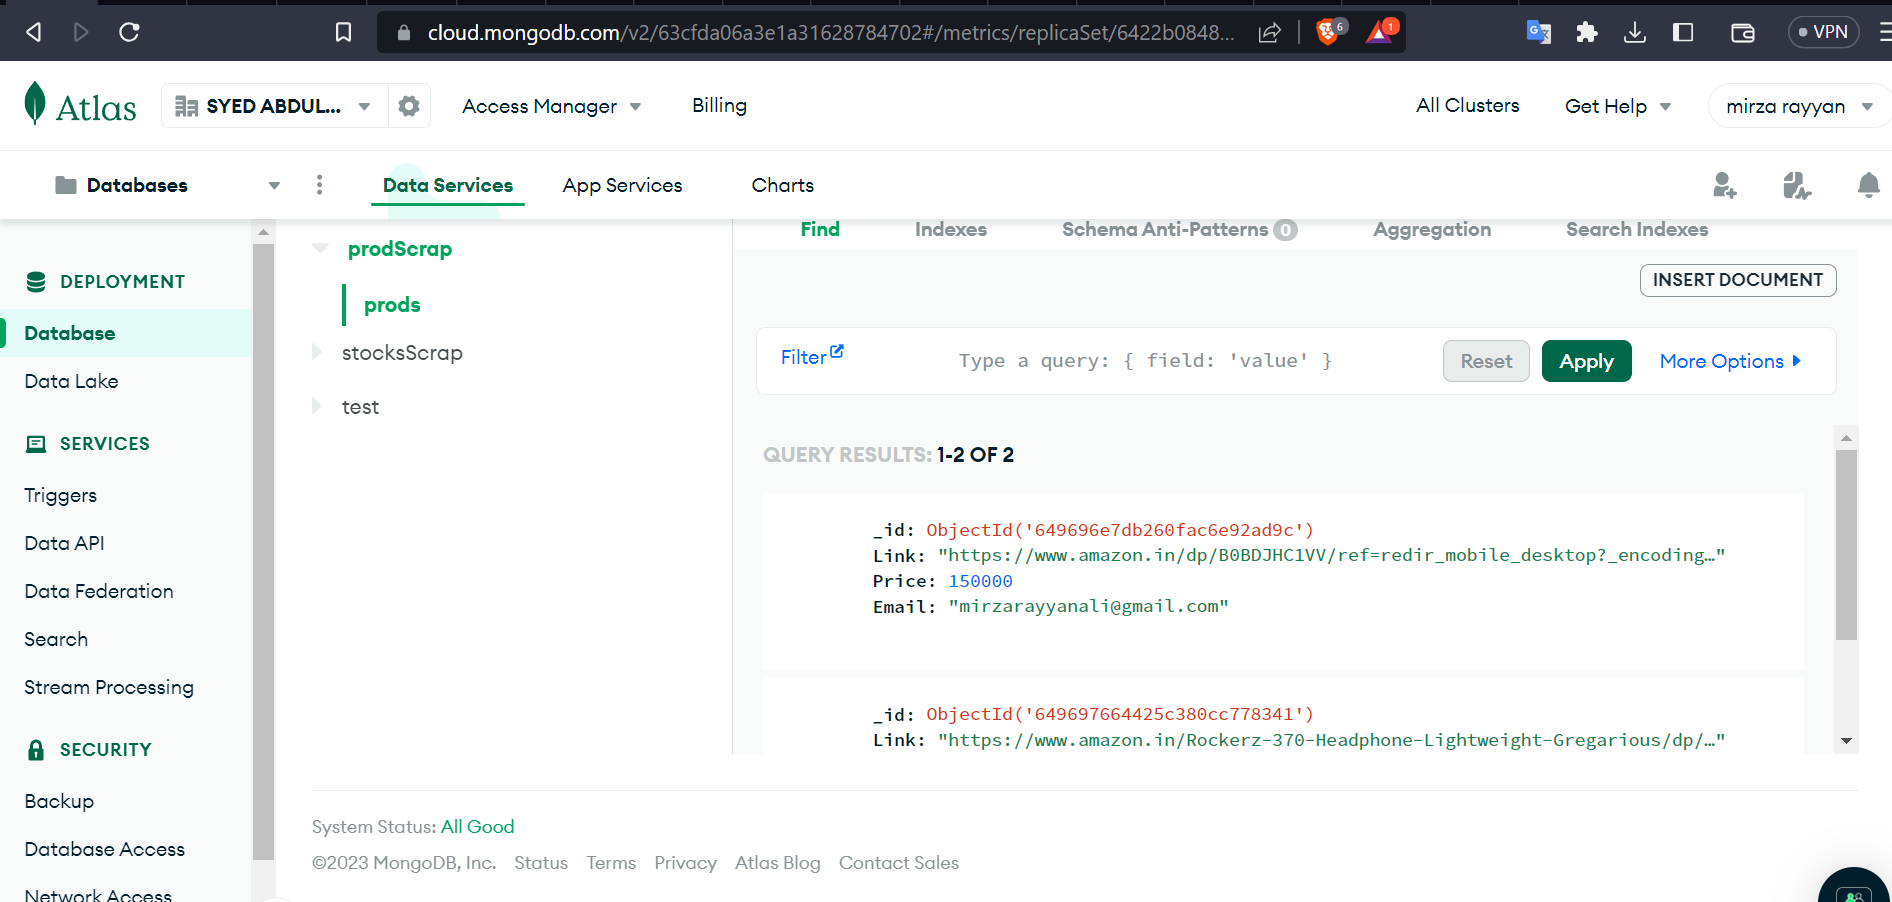 cloud.mongodb.com/v2/63cfda06a3e1a31628784702#/metrics/replicaSet/6422b0848... 6 1 VPN
Atlas SYED ABDUL... Access Manager Billing All Clusters Get Help mirza rayyan
Databases Data Services App Services Charts
DEPLOYMENT
Database
Data Lake
SERVICES
Triggers
Data API
Data Federation
Search
Stream Processing
SECURITY
Backup
Database Access
Network Access
prodScrap
prods
stocksScrap
test
Find Indexes Schema Anti-Patterns 0 Aggregation Search Indexes
INSERT DOCUMENT
Filter Type a query: { field: 'value' } Reset Apply More Options
QUERY RESULTS: 1-2 OF 2
_id: ObjectId('649696e7db260fac6e92ad9c')
Link: "https://www.amazon.in/dp/B0BDJHC1VV/ref=redir_mobile_desktop?_encoding…"
Price: 150000
Email: "mirzarayyanali@gmail.com"
_id: ObjectId('649697664425c380cc778341')
Link: "https://www.amazon.in/Rockerz-370-Headphone-Lightweight-Gregarious/dp/…"
System Status: All Good
©2023 MongoDB, Inc. Status Terms Privacy Atlas Blog Contact Sales